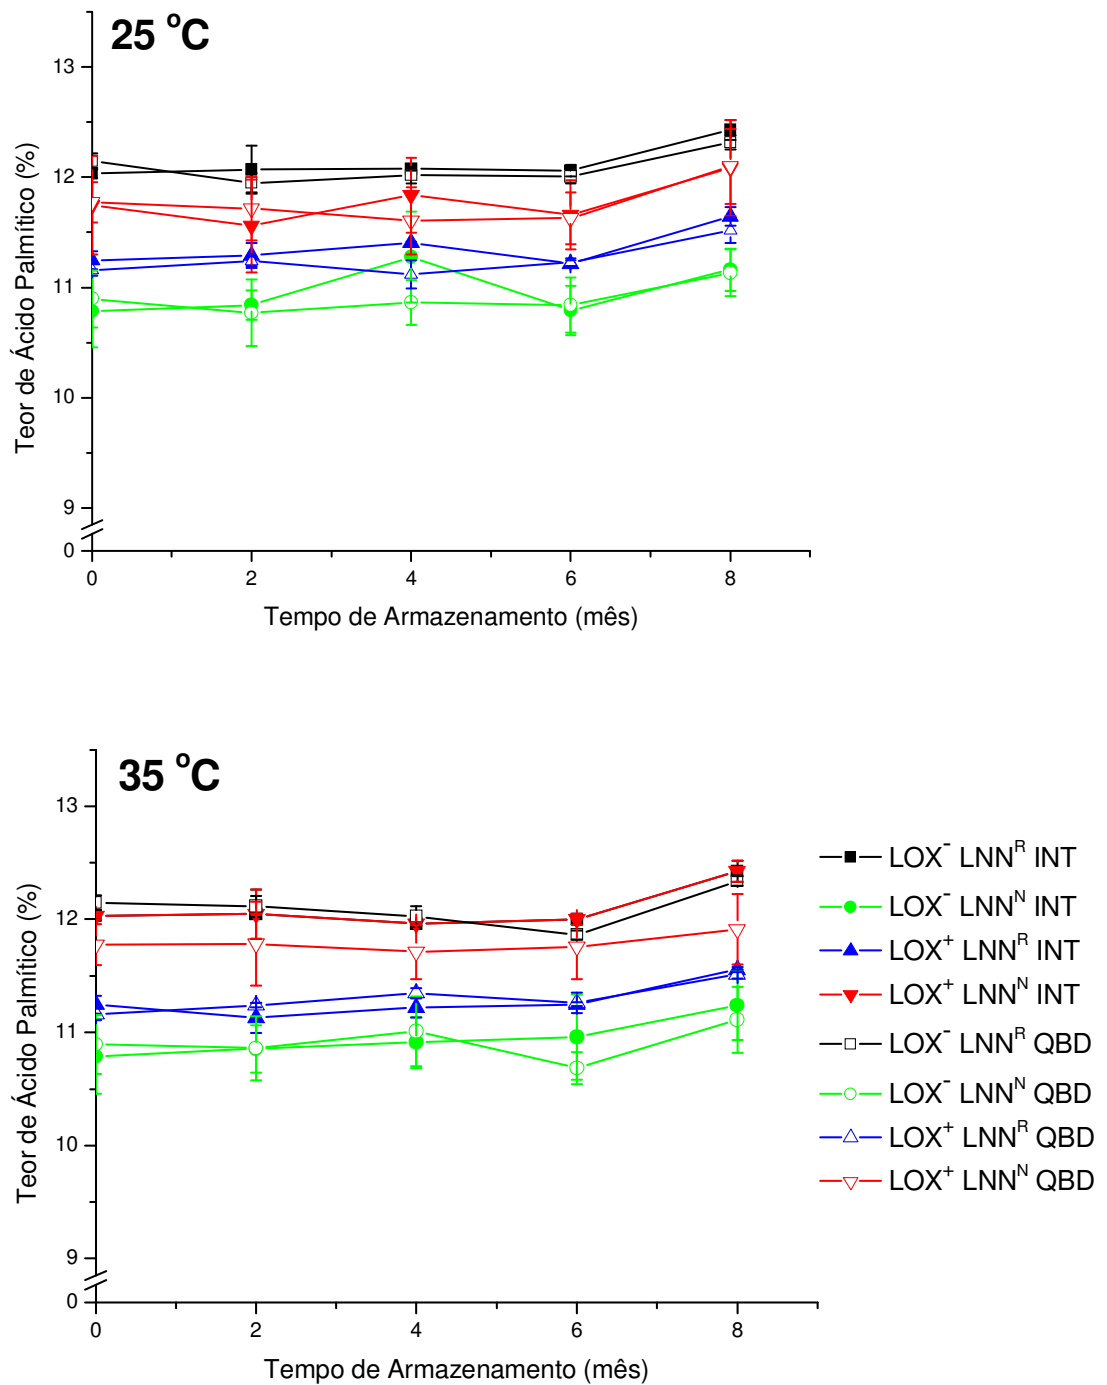 25 °C
13
12
11
10
9
0
0 2 4 6 8
Teor de Ácido Palmítico (%)
Tempo de Armazenamento (mês)
35 °C
13
12
11
10
9
0
0 2 4 6 8
Teor de Ácido Palmítico (%)
Tempo de Armazenamento (mês)
LOX⁻ LNNᴿ INT
LOX⁻ LNNᴺ INT
LOX⁺ LNNᴿ INT
LOX⁺ LNNᴺ INT
LOX⁻ LNNᴿ QBD
LOX⁻ LNNᴺ QBD
LOX⁺ LNNᴿ QBD
LOX⁺ LNNᴺ QBD